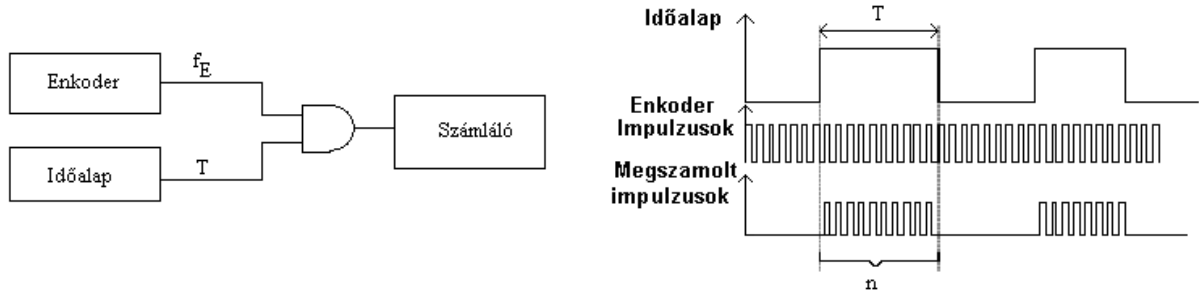 Enkoder
f_E
Időalap
T
Számláló
Időalap
T
Enkoder
Impulzusok
Megszamolt
impulzusok
n